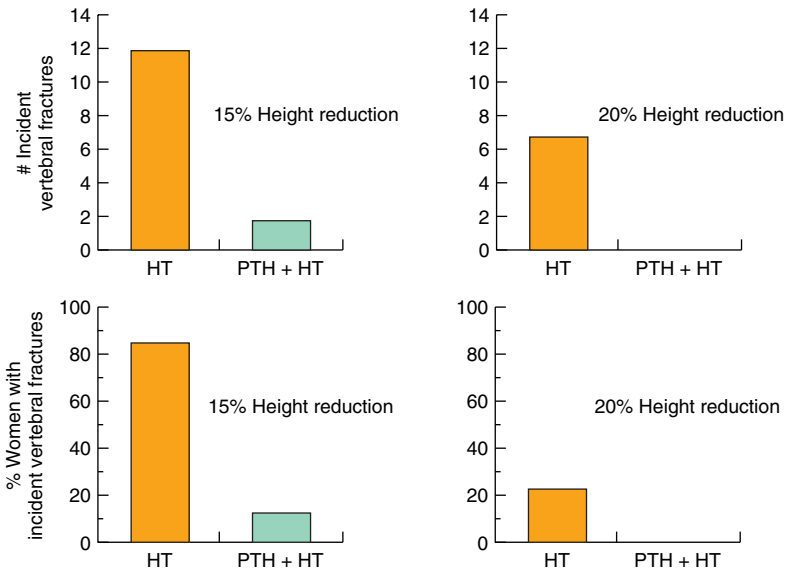 # Incident
vertebral fractures
14
12
10
8
6
4
2
0
15% Height reduction
HT
PTH + HT
14
12
10
8
6
4
2
0
20% Height reduction
HT
PTH + HT
% Women with
incident vertebral fractures
100
80
60
40
20
0
15% Height reduction
HT
PTH + HT
100
80
60
40
20
0
20% Height reduction
HT
PTH + HT